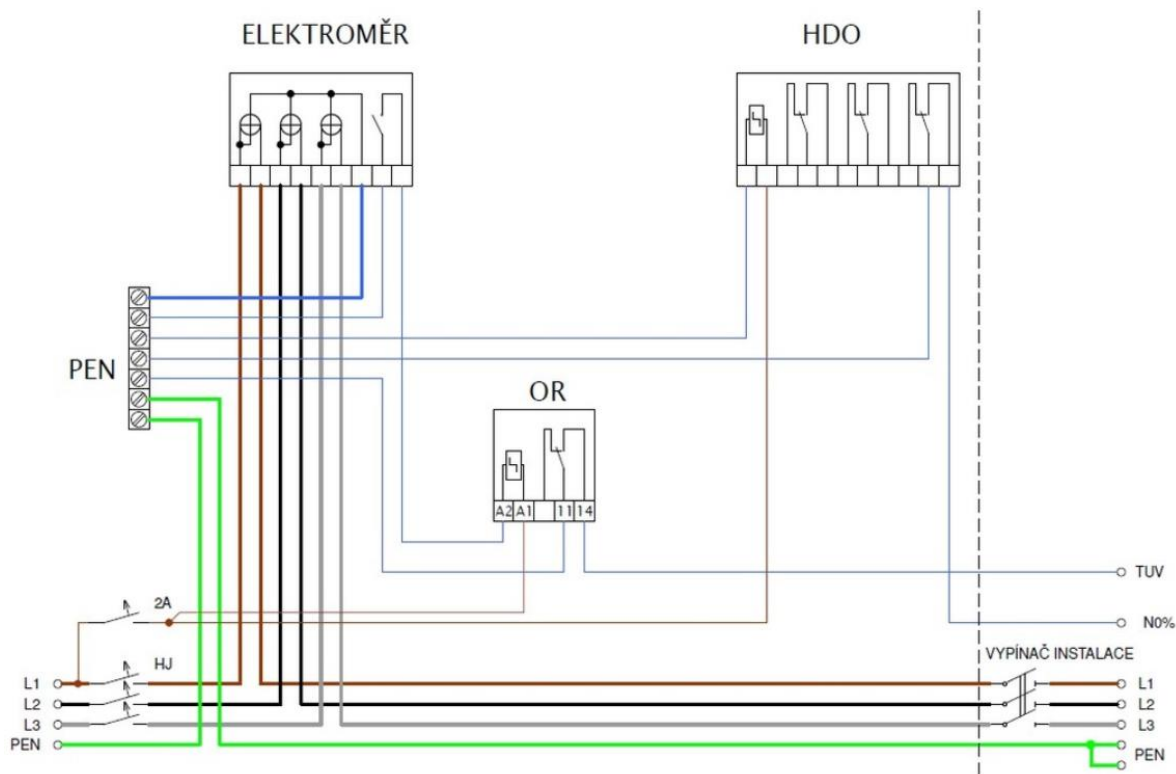 ELEKTROMĚR
HDO
PEN
OR
A2 A1 11 14
TUV
2A
N0%
HJ
VYPÍNAČ INSTALACE
L1 L1
L2 L2
L3 L3
PEN PEN